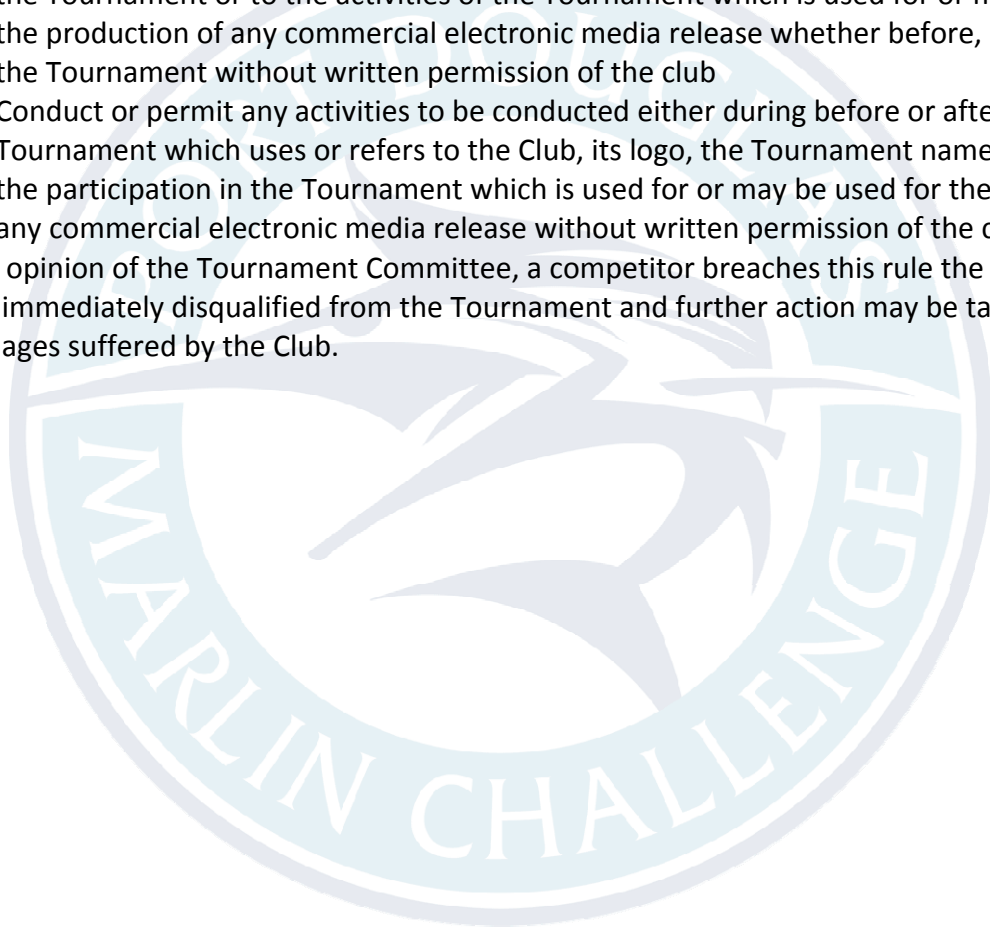 the Tournament or to the activities of the Tournament which is used for or
the production of any commercial electronic media release whether before,
the Tournament without written permission of the club
Conduct or permit any activities to be conducted either during before or afte
Tournament which uses or refers to the Club, its logo, the Tournament name
the participation in the Tournament which is used for or may be used for the
any commercial electronic media release without written permission of the
opinion of the Tournament Committee, a competitor breaches this rule the
immediately disqualified from the Tournament and further action may be ta
ages suffered by the Club.
PORT DOUGLAS
MARLIN CHALLENGE